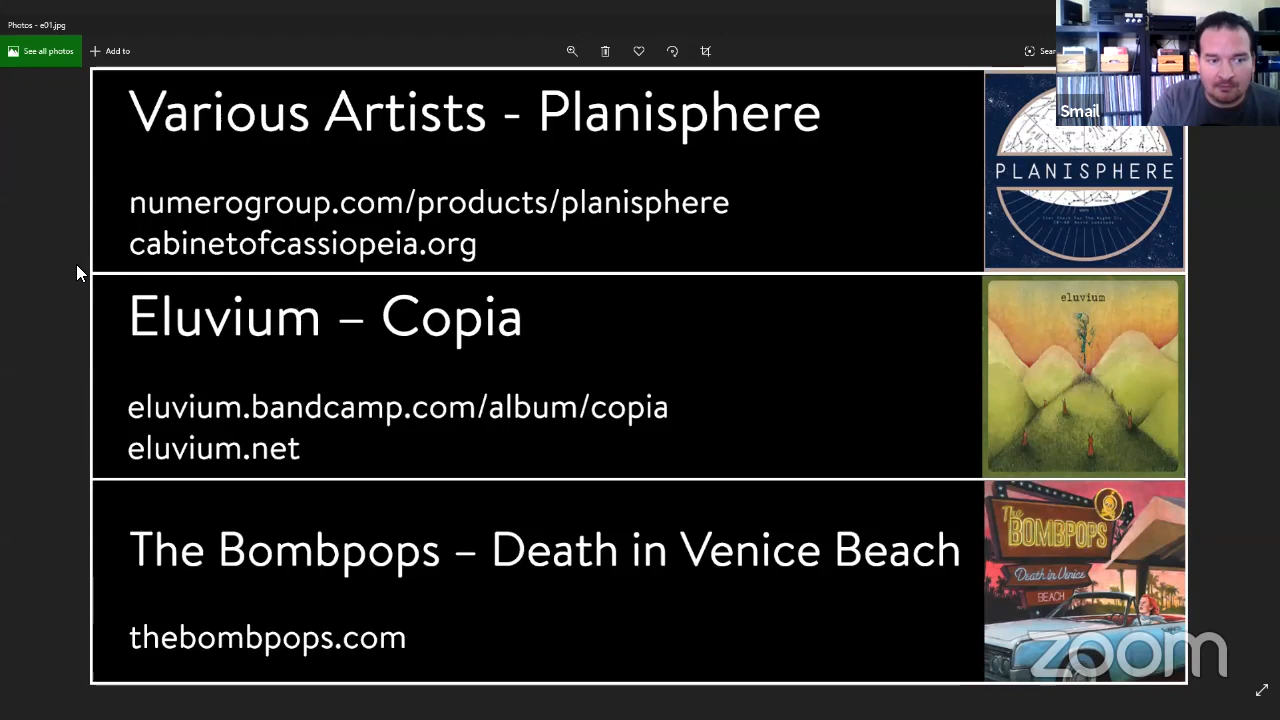 Photos - e01.jpg
See all photos
Add to
Sear
Smail
Various Artists - Planisphere
numerogroup.com/products/planisphere
cabinetofcassiopeia.org
PLANISPHERE
Eluvium – Copia
eluvium.bandcamp.com/album/copia
eluvium.net
eluvium
The Bombpops – Death in Venice Beach
thebombpops.com
The
BOMBPOPS
Death in Venice
BEACH
zoom